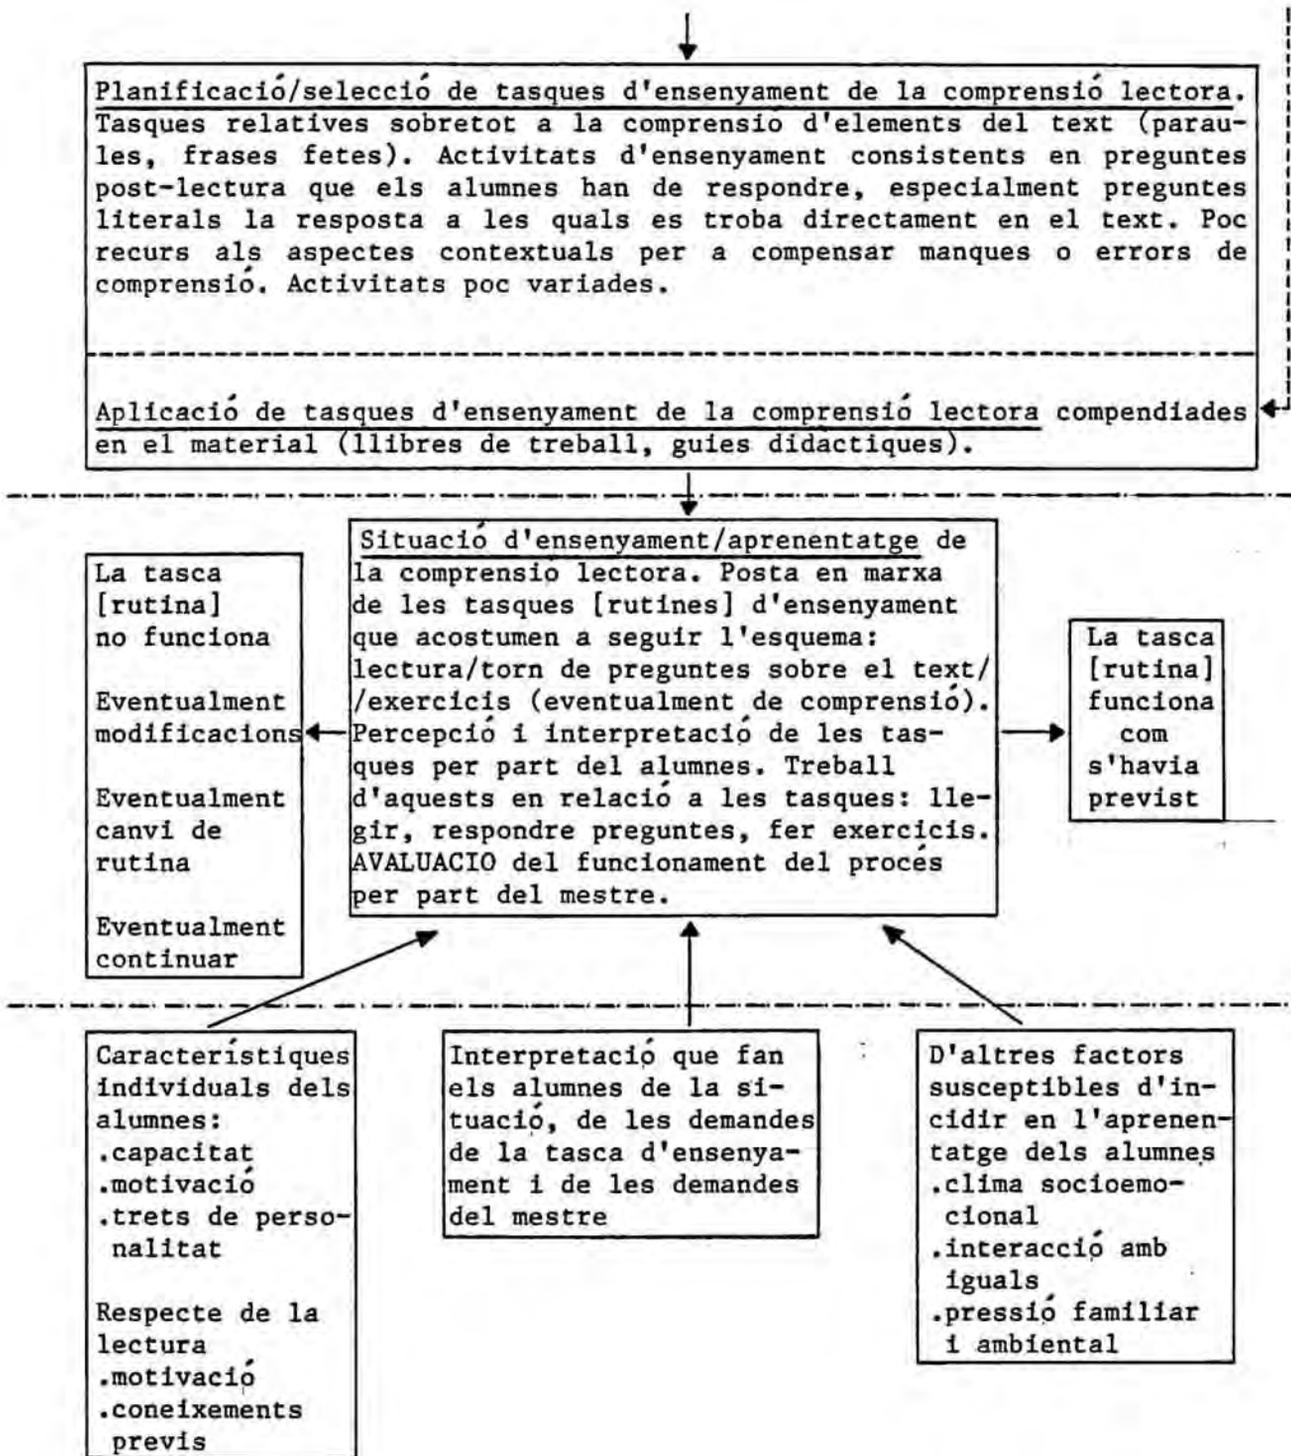 Planificació/selecció de tasques d'ensenyament de la comprensió lectora.
Tasques relatives sobretot a la comprensió d'elements del text (parau-
les, frases fetes). Activitats d'ensenyament consistents en preguntes
post-lectura que els alumnes han de respondre, especialment preguntes
literals la resposta a les quals es troba directament en el text. Poc
recurs als aspectes contextuals per a compensar manques o errors de
comprensió. Activitats poc variades.
Aplicació de tasques d'ensenyament de la comprensió lectora compendiades
en el material (llibres de treball, guies didactiques).
La tasca
[rutina]
no funciona
Eventualment
modificacions
Eventualment
canvi de
rutina
Eventualment
continuar
Situació d'ensenyament/aprenentatge de
la comprensió lectora. Posta en marxa
de les tasques [rutines] d'ensenyament
que acostumen a seguir l'esquema:
lectura/torn de preguntes sobre el text/
/exercicis (eventualment de comprensió).
Percepció i interpretació de les tas-
ques per part del alumnes. Treball
d'aquests en relació a les tasques: lle-
gir, respondre preguntes, fer exercicis.
AVALUACIO del funcionament del procés
per part del mestre.
La tasca
[rutina]
funciona
com
s'havia
previst
Característiques
individuals dels
alumnes:
.capacitat
.motivació
.trets de perso-
nalitat
Respecte de la
lectura
.motivació
.coneixements
previs
Interpretació que fan
els alumnes de la si-
tuació, de les demandes
de la tasca d'ensenya-
ment i de les demandes
del mestre
D'altres factors
susceptibles d'in-
cidir en l'aprenen-
tatge dels alumnes
.clima socioemo-
cional
.interacció amb
iguals
.pressió familiar
i ambiental